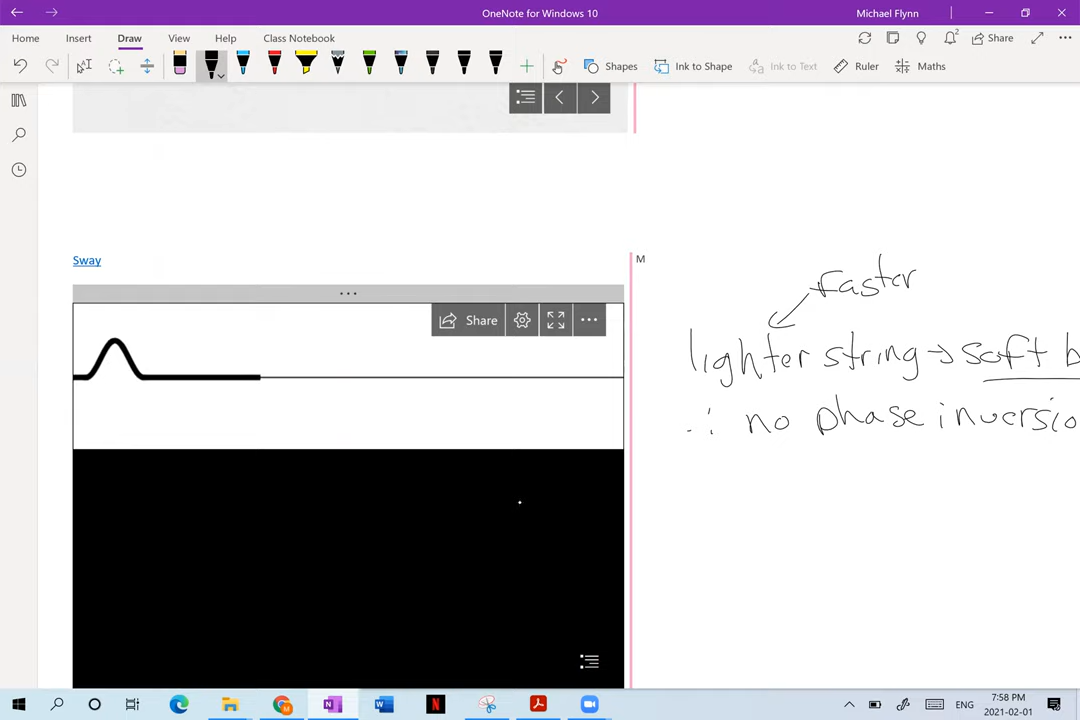 OneNote for Windows 10
Michael Flynn
Home Insert Draw View Help Class Notebook
Share
Shapes Ink to Shape Ink to Text Ruler Maths
Sway
M
Share
Faster
lighter string → soft b
∴ no phase inversio
ENG
7:58 PM
2021-02-01